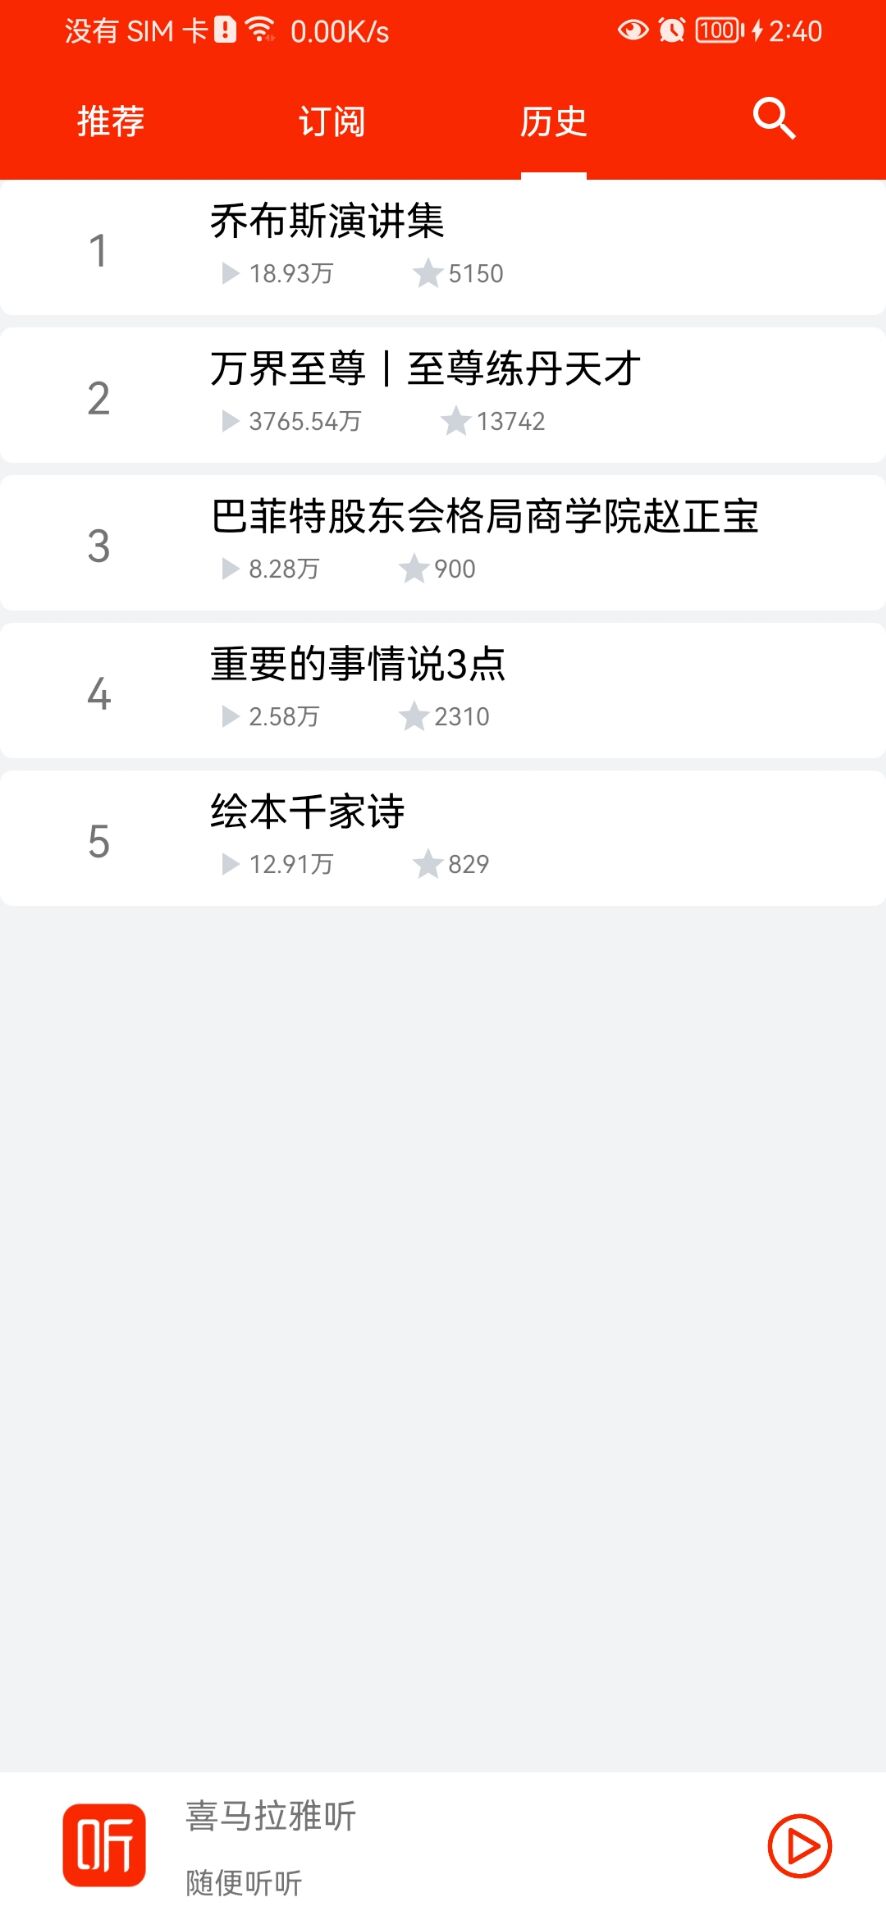 没有 SIM 卡 0.00K/s 100 2:40
推荐 订阅 历史
1 乔布斯演讲集
18.93万 5150
2 万界至尊｜至尊练丹天才
3765.54万 13742
3 巴菲特股东会格局商学院赵正宝
8.28万 900
4 重要的事情说3点
2.58万 2310
5 绘本千家诗
12.91万 829
听 喜马拉雅听
随便听听